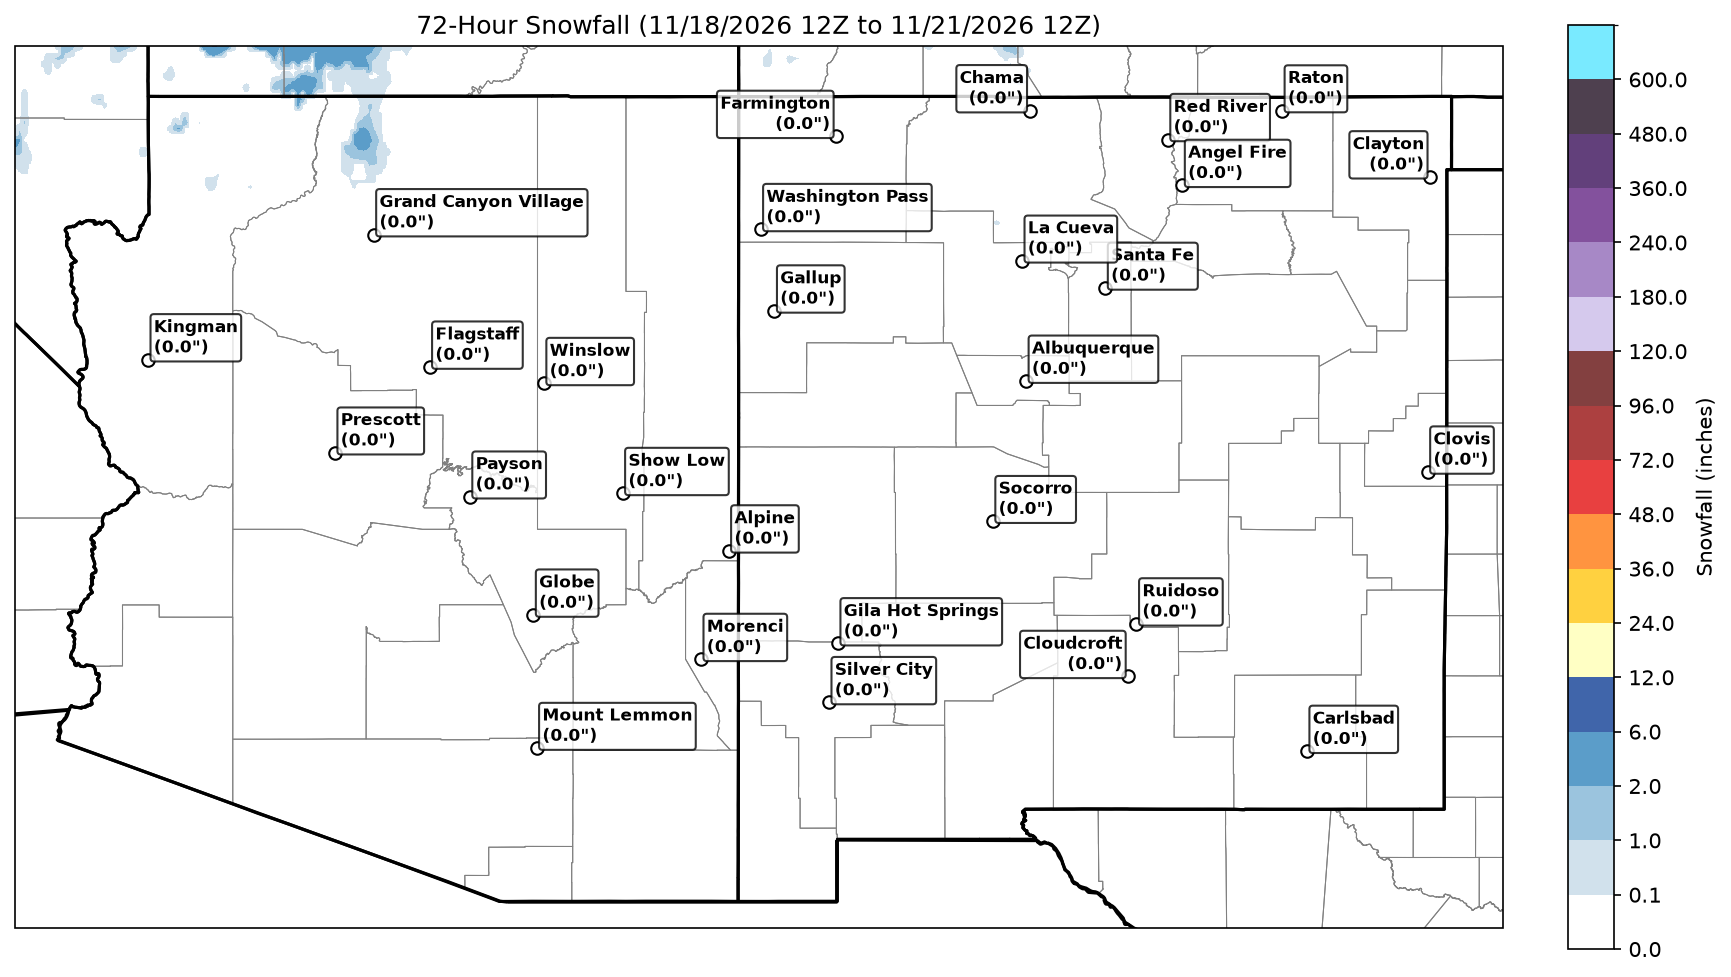 72-Hour Snowfall (11/18/2026 12Z to 11/21/2026 12Z)
Chama
(0.0")
Raton
(0.0")
Farmington
(0.0")
Red River
(0.0")
Angel Fire
(0.0")
Clayton
(0.0")
Grand Canyon Village
(0.0")
Washington Pass
(0.0")
La Cueva
(0.0")
Santa Fe
(0.0")
Gallup
(0.0")
Kingman
(0.0")
Flagstaff
(0.0")
Winslow
(0.0")
Albuquerque
(0.0")
Prescott
(0.0")
Payson
(0.0")
Show Low
(0.0")
Clovis
(0.0")
Socorro
(0.0")
Alpine
(0.0")
Globe
(0.0")
Ruidoso
(0.0")
Gila Hot Springs
(0.0")
Morenci
(0.0")
Cloudcroft
(0.0")
Silver City
(0.0")
Mount Lemmon
(0.0")
Carlsbad
(0.0")
600.0
480.0
360.0
240.0
180.0
120.0
96.0
72.0
48.0
36.0
24.0
12.0
6.0
2.0
1.0
0.1
0.0
Snowfall (inches)